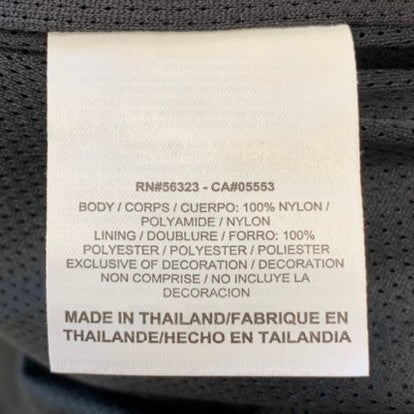 RN#56323 - CA#05553
BODY / CORPS / CUERPO: 100% NYLON /
POLYAMIDE / NYLON
LINING / DOUBLURE / FORRO: 100%
POLYESTER / POLYESTER / POLIESTER
EXCLUSIVE OF DECORATION / DECORATION
NON COMPRISE / NO INCLUYE LA
DECORACION
MADE IN THAILAND/FABRIQUE EN
THAILANDE/HECHO EN TAILANDIA